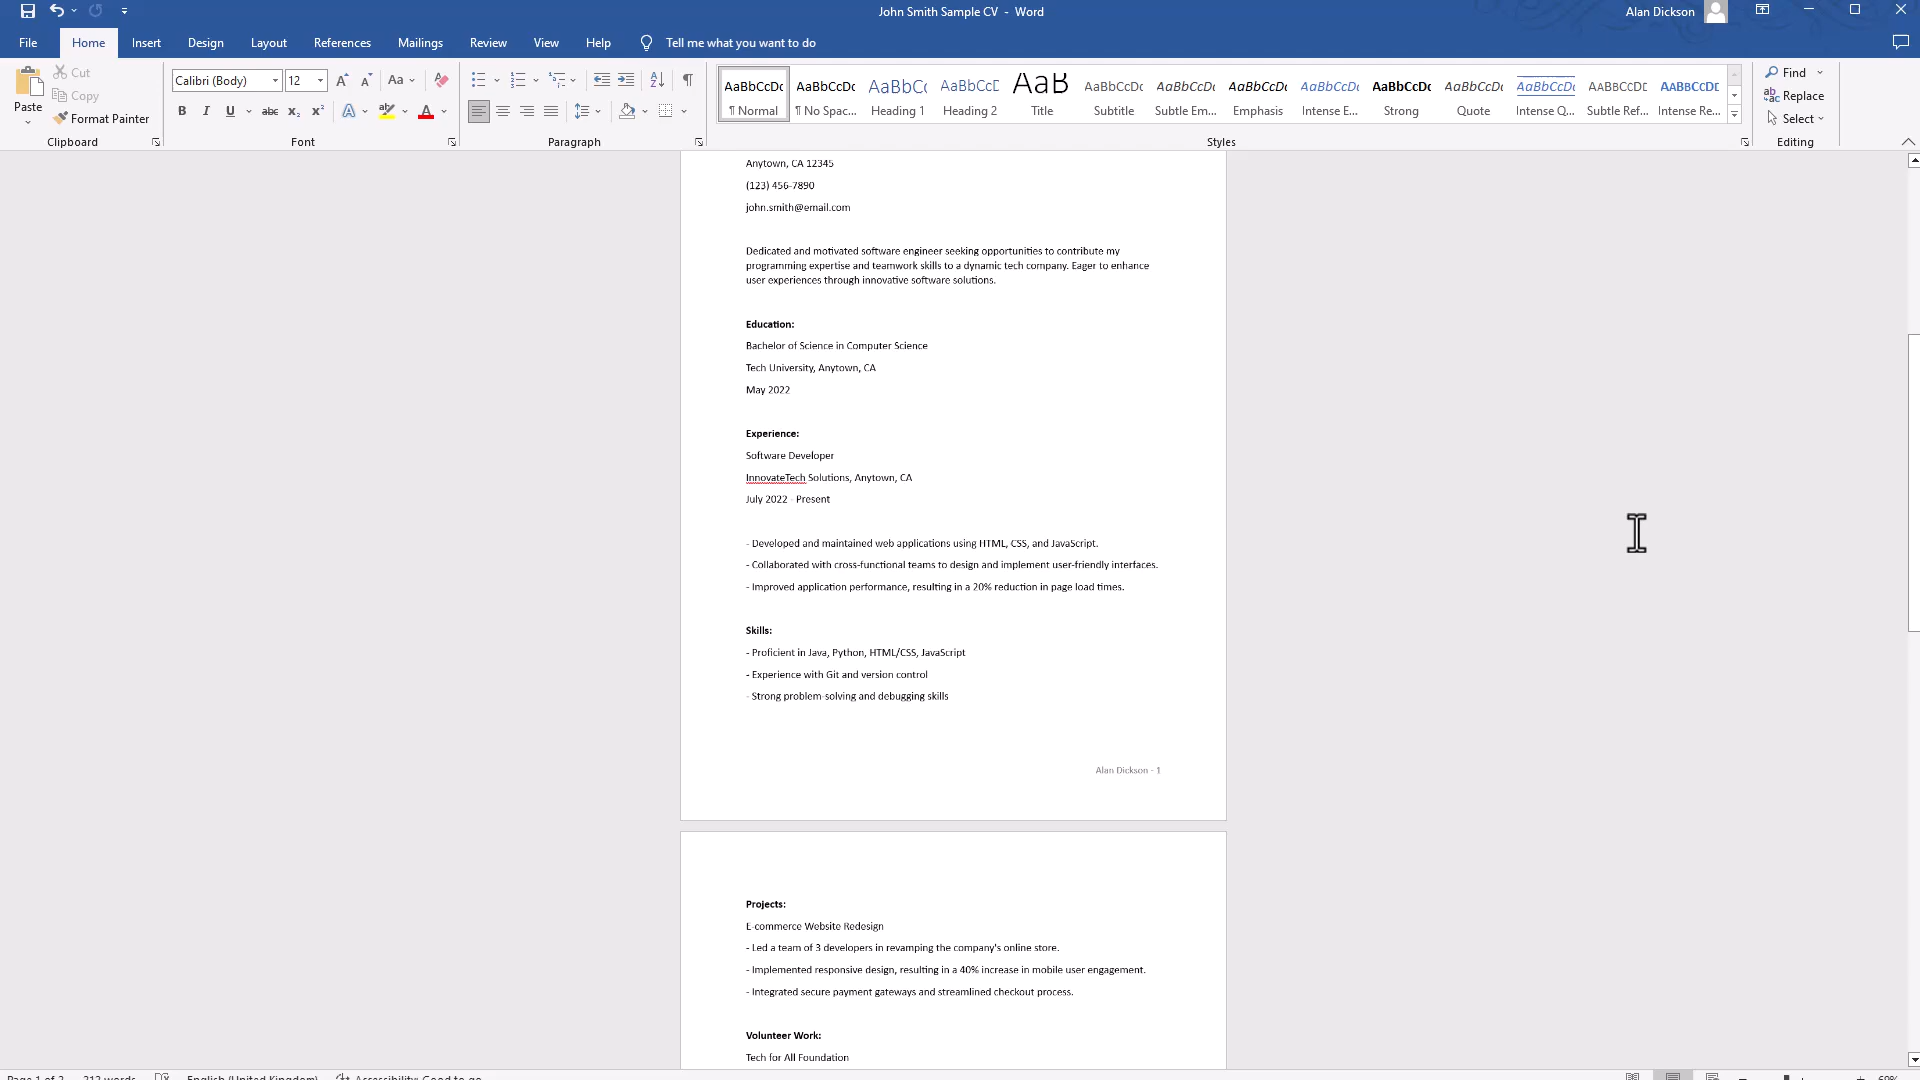 John Smith Sample CV - Word
Alan Dickson
File Home Insert Design Layout References Mailings Review View Help Tell me what you want to do
Paste
Cut
Copy
Format Painter
Clipboard
Calibri (Body) 12
Font
Paragraph
AaBbCcDc AaBbCcDc AaBbC( AaBbCcD AaB AaBbCcD AaBbCcDc AaBbCcDc AaBbCcDc AaBbCcDc AaBbCcDc AaBbCcDc AABBCCDD AABBCCDD
¶ Normal ¶ No Spac... Heading 1 Heading 2 Title Subtitle Subtle Em... Emphasis Intense E... Strong Quote Intense Q... Subtle Ref... Intense Re...
Styles
Find
Replace
Select
Editing
Anytown, CA 12345
(123) 456-7890
john.smith@email.com
Dedicated and motivated software engineer seeking opportunities to contribute my
programming expertise and teamwork skills to a dynamic tech company. Eager to enhance
user experiences through innovative software solutions.
Education:
Bachelor of Science in Computer Science
Tech University, Anytown, CA
May 2022
Experience:
Software Developer
InnovateTech Solutions, Anytown, CA
July 2022 - Present
- Developed and maintained web applications using HTML, CSS, and JavaScript.
- Collaborated with cross-functional teams to design and implement user-friendly interfaces.
- Improved application performance, resulting in a 20% reduction in page load times.
Skills:
- Proficient in Java, Python, HTML/CSS, JavaScript
- Experience with Git and version control
- Strong problem-solving and debugging skills
Alan Dickson - 1
Projects:
E-commerce Website Redesign
- Led a team of 3 developers in revamping the company's online store.
- Implemented responsive design, resulting in a 40% increase in mobile user engagement.
- Integrated secure payment gateways and streamlined checkout process.
Volunteer Work:
Tech for All Foundation
Page 1 of 2 212 words English (United Kingdom) Accessibility: Good to go